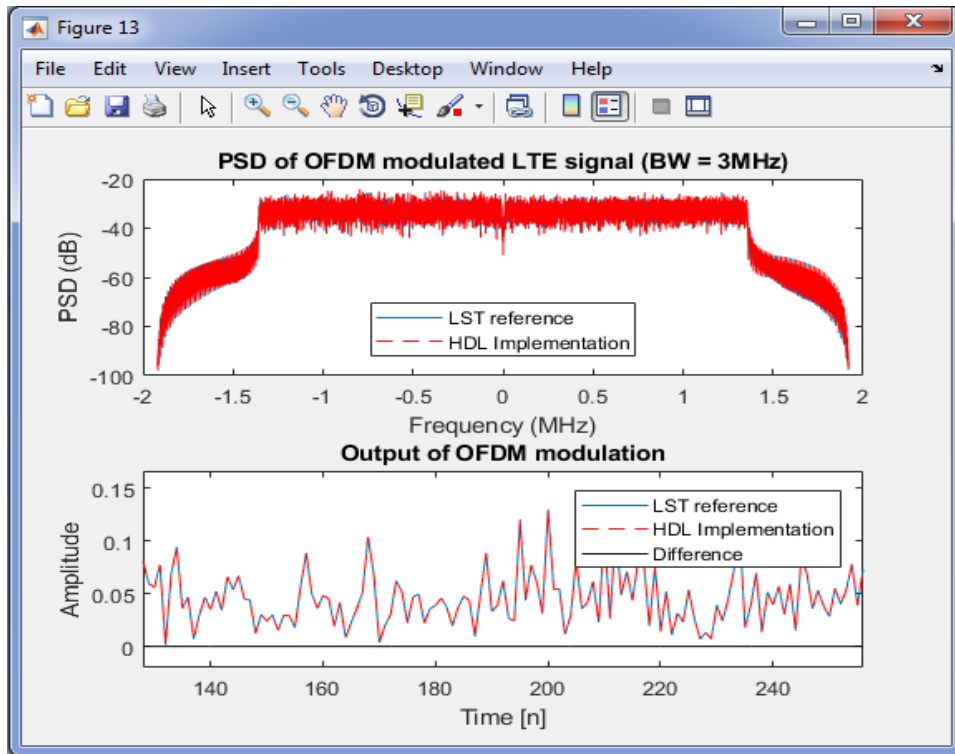 Figure 13
File Edit View Insert Tools Desktop Window Help
PSD of OFDM modulated LTE signal (BW = 3MHz)
-20
-40
-60
-80
-100
PSD (dB)
LST reference
HDL Implementation
-2 -1.5 -1 -0.5 0 0.5 1 1.5 2
Frequency (MHz)
Output of OFDM modulation
0.15
0.1
0.05
0
Amplitude
LST reference
HDL Implementation
Difference
140 160 180 200 220 240
Time [n]